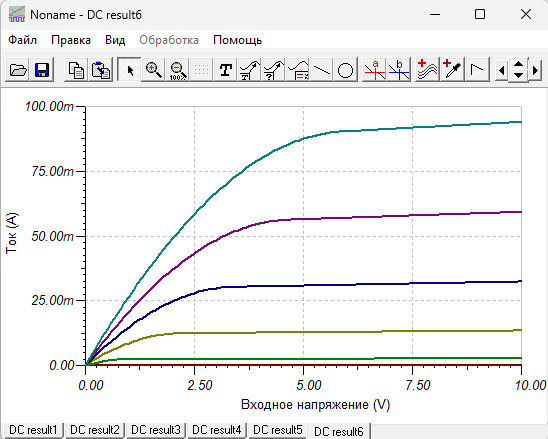 Noname - DC result6
Файл Правка Вид Обработка Помощь
100% T ? a b
100.00m
75.00m
50.00m
25.00m
0.00
Ток (A)
0.00 2.50 5.00 7.50 10.00
Входное напряжение (V)
DC result1 DC result2 DC result3 DC result4 DC result5 DC result6